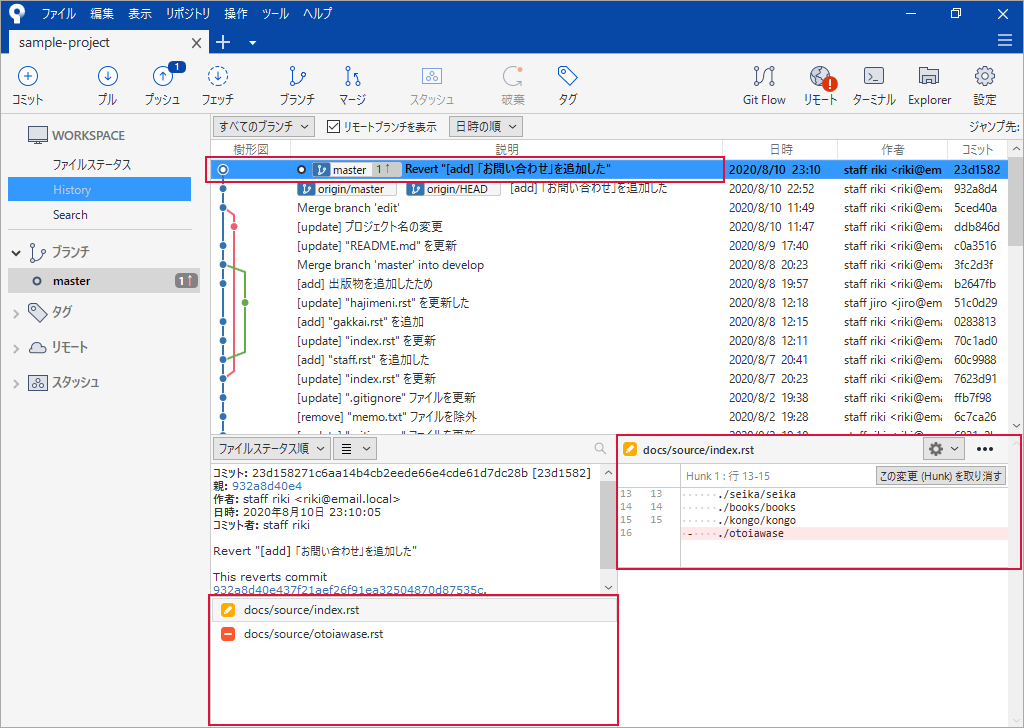 ファイル 編集 表示 リポジトリ 操作 ツール ヘルプ
sample-project
コミット プル 1 プッシュ フェッチ ブランチ マージ スタッシュ 破棄 タグ Git Flow リモート ターミナル Explorer 設定
WORKSPACE
ファイルステータス
History
Search
ブランチ
master 1↑
タグ
リモート
スタッシュ
すべてのブランチ リモートブランチを表示 日時の順 ジャンプ先:
樹形図 説明 日時 作者 コミット
master 1↑ Revert "[add]「お問い合わせ」を追加した" 2020/8/10 23:10 staff riki <riki@em 23d1582
origin/master origin/HEAD [add]「お問い合わせ」を追加した 2020/8/10 22:52 staff riki <riki@ema 932a8d4
Merge branch 'edit' 2020/8/10 11:49 staff riki <riki@ema 5ced40a
[update] プロジェクト名の変更 2020/8/10 11:47 staff riki <riki@ema ddb846d
[update] "README.md" を更新 2020/8/9 17:40 staff riki <riki@ema c0a3516
Merge branch 'master' into develop 2020/8/8 20:23 staff riki <riki@ema 3fc2d3f
[add] 出版物を追加したため 2020/8/8 19:57 staff riki <riki@ema b2647fb
[update] "hajimeni.rst" を更新した 2020/8/8 12:18 staff jiro <jiro@em 51c0d29
[add] "gakkai.rst" を追加 2020/8/8 12:15 staff riki <riki@ema 0283813
[update] "index.rst" を更新 2020/8/8 12:11 staff riki <riki@ema 70c1ad0
[add] "staff.rst" を追加した 2020/8/7 20:41 staff riki <riki@ema 60c9988
[update] "index.rst" を更新 2020/8/7 20:23 staff riki <riki@ema 7623d91
[update] ".gitignore" ファイルを更新 2020/8/2 19:38 staff riki <riki@ema ffb7f98
[remove] "memo.txt" ファイルを除外 2020/8/2 19:28 staff riki <riki@ema 6c7ca26
ファイルステータス順
コミット: 23d158271c6aa14b4cb2eede66e4cde61d7dc28b [23d1582]
親: 932a8d40e4
作者: staff riki <riki@email.local>
日時: 2020年8月10日 23:10:05
コミット者: staff riki
Revert "[add]「お問い合わせ」を追加した"
This reverts commit
932a8d40e437f21aef26f91ea32504870d87535c.
docs/source/index.rst
docs/source/otoiawase.rst
docs/source/index.rst
Hunk 1 : 行 13-15 この変更 (Hunk) を取り消す
13 13 ······./seika/seika
14 14 ······./books/books
15 15 ······./kongo/kongo
16 - ····./otoiawase